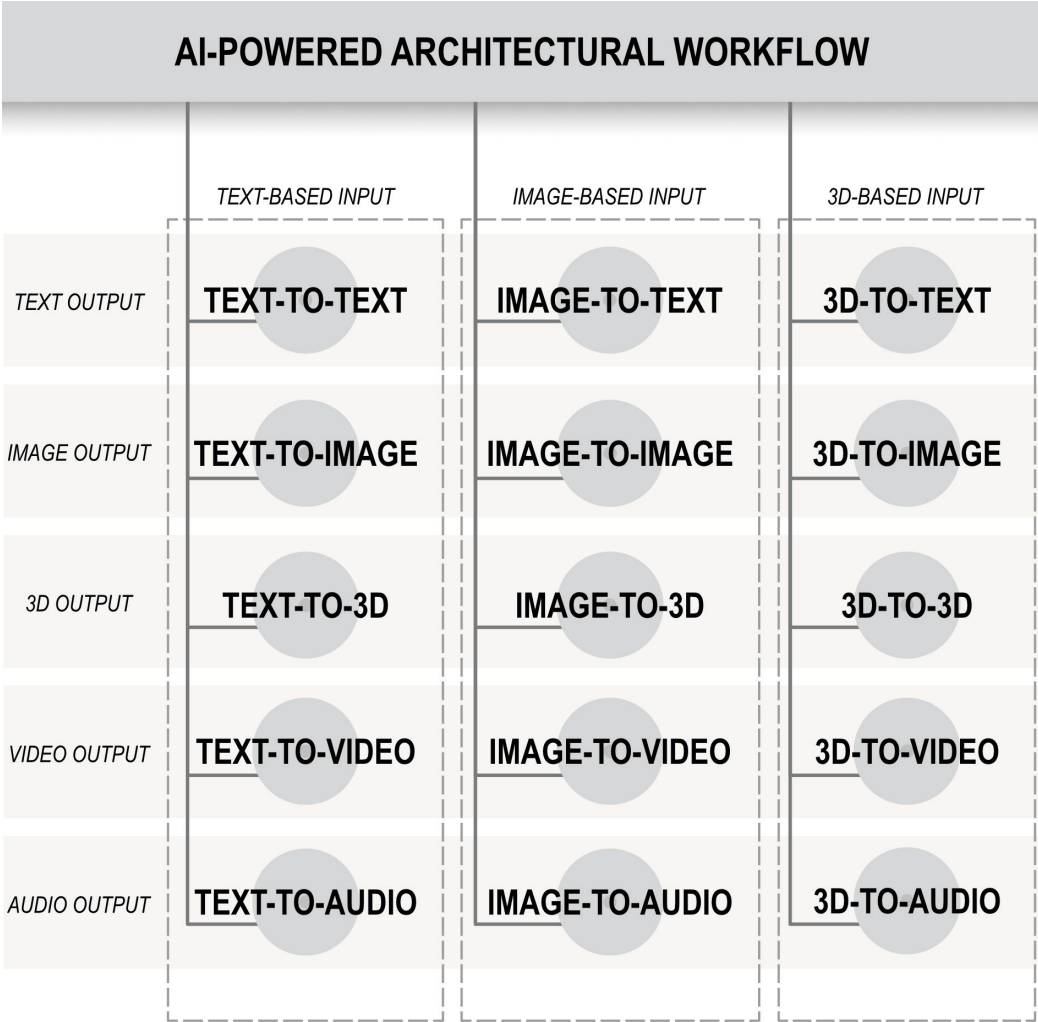 AI-POWERED ARCHITECTURAL WORKFLOW
TEXT-BASED INPUT
IMAGE-BASED INPUT
3D-BASED INPUT
TEXT OUTPUT
TEXT-TO-TEXT
IMAGE-TO-TEXT
3D-TO-TEXT
IMAGE OUTPUT
TEXT-TO-IMAGE
IMAGE-TO-IMAGE
3D-TO-IMAGE
3D OUTPUT
TEXT-TO-3D
IMAGE-TO-3D
3D-TO-3D
VIDEO OUTPUT
TEXT-TO-VIDEO
IMAGE-TO-VIDEO
3D-TO-VIDEO
AUDIO OUTPUT
TEXT-TO-AUDIO
IMAGE-TO-AUDIO
3D-TO-AUDIO